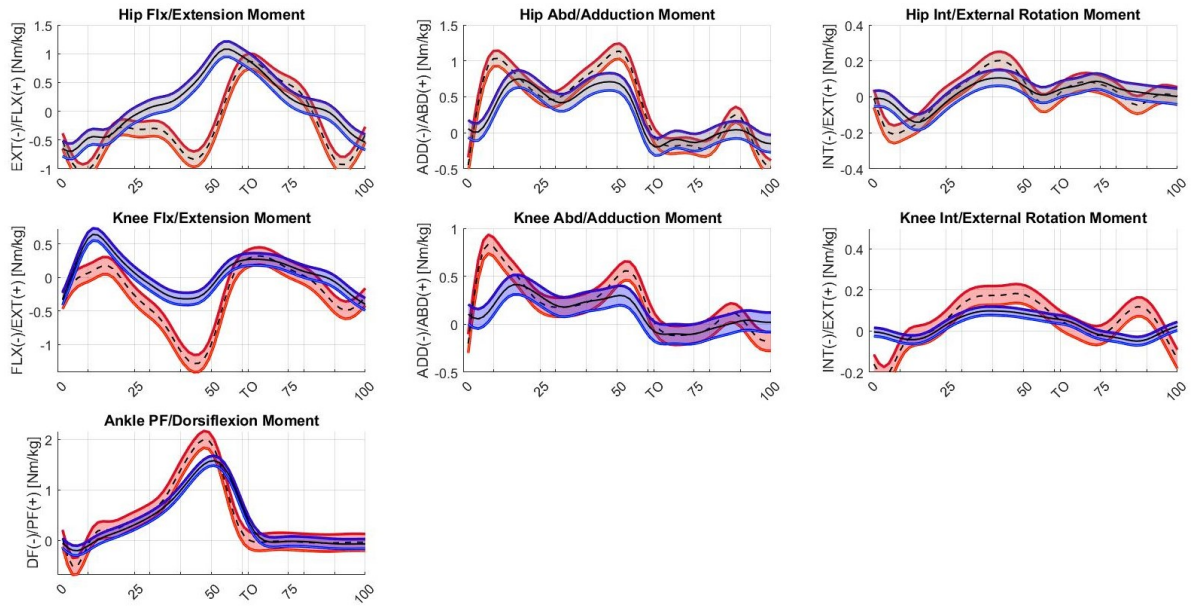 Hip Flx/Extension Moment
EXT(-)/FLX(+) [Nm/kg]
1.5
1
0.5
0
-0.5
-1
0 25 50 TO 75 100
Hip Abd/Adduction Moment
ADD(-)/ABD(+) [Nm/kg]
1.5
1
0.5
0
-0.5
0 25 50 TO 75 100
Hip Int/External Rotation Moment
INT(-)/EXT(+) [Nm/kg]
0.4
0.2
0
-0.2
0.4
0 25 50 TO 75 100
Knee Flx/Extension Moment
FLX(-)/EXT(+) [Nm/kg]
0.5
0
-0.5
-1
0 25 50 TO 75 100
Knee Abd/Adduction Moment
ADD(-)/ABD(+) [Nm/kg]
1
0.5
0
-0.5
0 25 50 TO 75 100
Knee Int/External Rotation Moment
INT(-)/EXT(+) [Nm/kg]
0.4
0.2
0
-0.2
0 25 50 TO 75 100
Ankle PF/Dorsiflexion Moment
DF(-)/PF(+) [Nm/kg]
2
1
0
0 25 50 TO 75 100